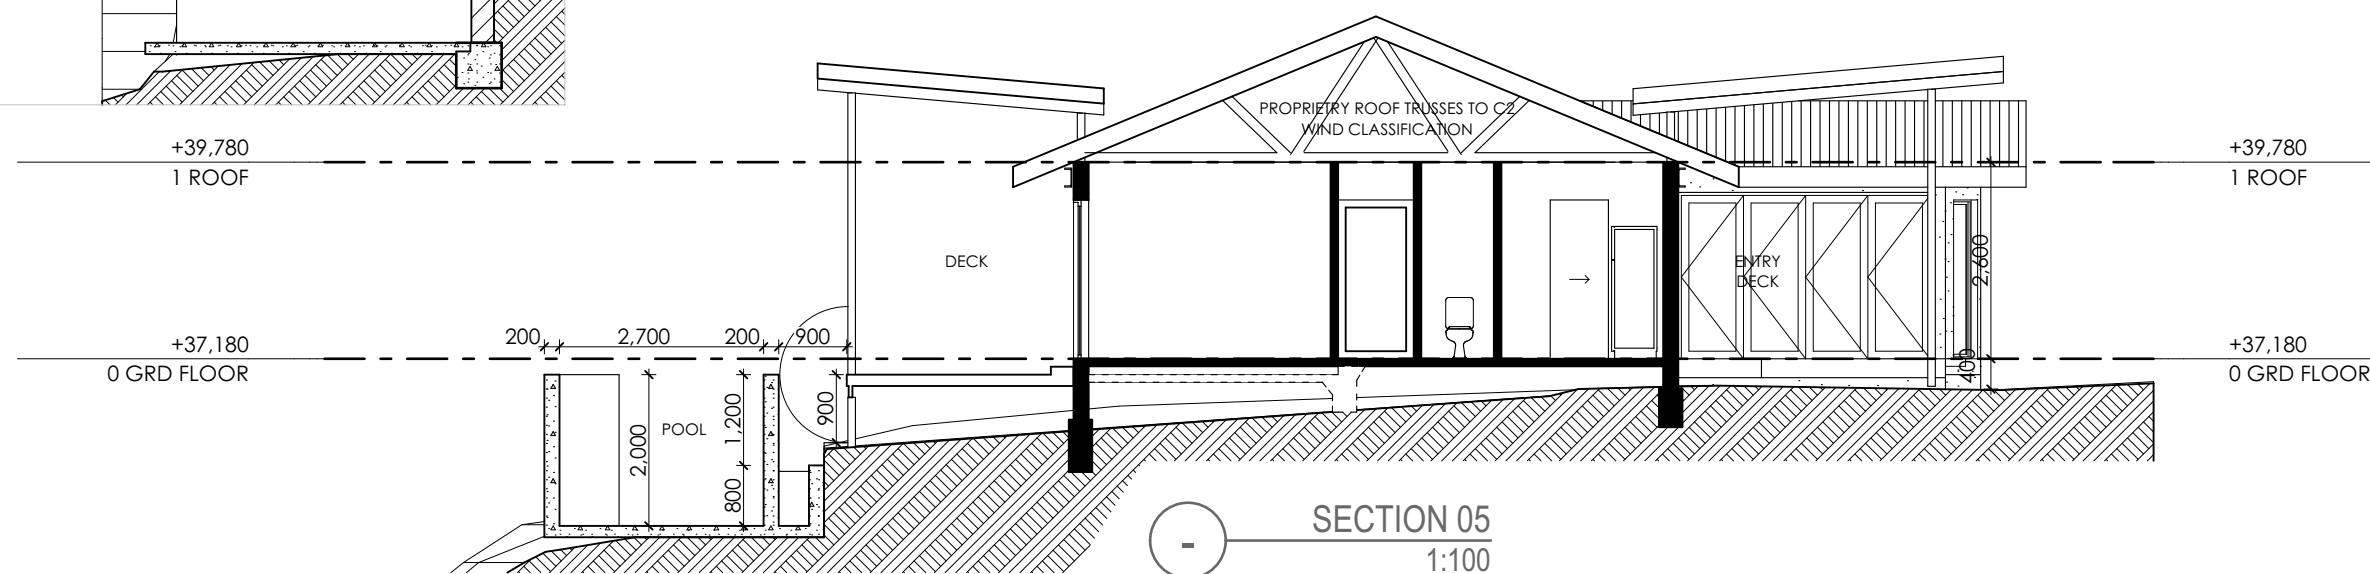 PROPRIETRY ROOF TRUSSES TO C2
WIND CLASSIFICATION
+39,780
1 ROOF
+39,780
1 ROOF
DECK
ENTRY
DECK
2,600
200
2,700
200
900
+37,180
0 GRD FLOOR
+37,180
0 GRD FLOOR
400
900
1,200
2,000
POOL
800
-
SECTION 05
1:100